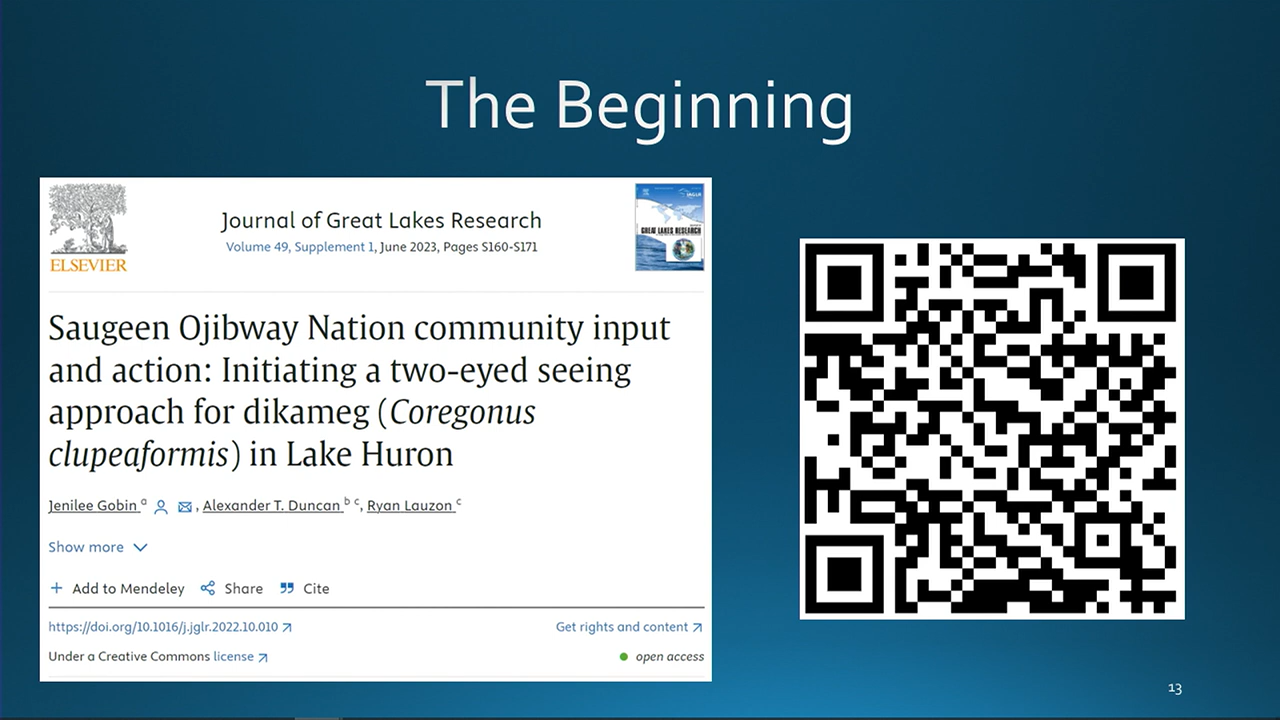 The Beginning
ELSEVIER
Journal of Great Lakes Research
Volume 49, Supplement 1, June 2023, Pages S160-S171
GREAT LAKES RESEARCH
Saugeen Ojibway Nation community input
and action: Initiating a two-eyed seeing
approach for dikameg (Coregonus
clupeaformis) in Lake Huron
Jenilee Gobin a, Alexander T. Duncan b c, Ryan Lauzon c
Show more
+ Add to Mendeley Share Cite
https://doi.org/10.1016/j.jglr.2022.10.010 Get rights and content
Under a Creative Commons license open access
13